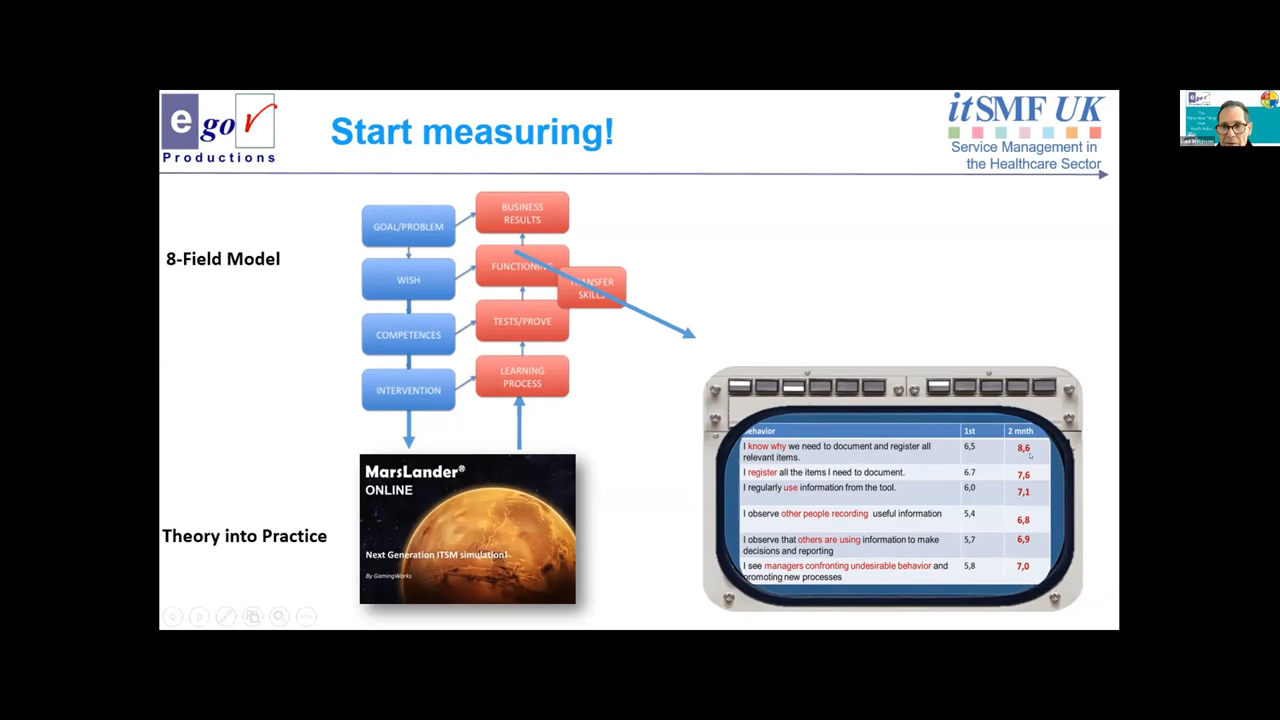 e go r
Productions
Start measuring!
itSMF UK
Service Management in
the Healthcare Sector
8-Field Model
GOAL/PROBLEM
WISH
COMPETENCES
INTERVENTION
BUSINESS
RESULTS
FUNCTIONING
TRANSFER
SKILLS
TESTS/PROVE
LEARNING
PROCESS
Theory into Practice
MarsLander®
ONLINE
Next Generation ITSM simulation!
By GamingWorks
Behavior 1st 2 mnth
I know why we need to document and register all
relevant items. 6,5 8,6
I register all the items I need to document. 6.7 7,6
I regularly use information from the tool. 6,0 7,1
I observe other people recording useful information 5,4 6,8
I observe that others are using information to make
decisions and reporting 5,7 6,9
I see managers confronting undesirable behavior and
promoting new processes 5,8 7,0
Paul Wilkinson